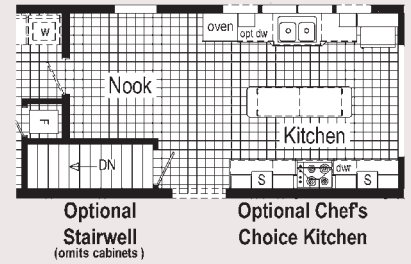 W
oven
opt dw
Nook
F
Kitchen
DN
dwr
S
S
Optional
Stairwell
(omits cabinets )
Optional Chef's
Choice Kitchen